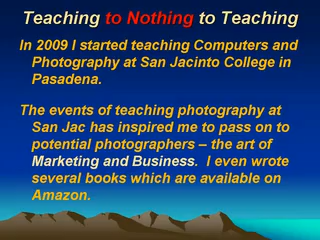 Teaching to Nothing to Teaching
In 2009 I started teaching Computers and
Photography at San Jacinto College in
Pasadena.
The events of teaching photography at
San Jac has inspired me to pass on to
potential photographers – the art of
Marketing and Business. I even wrote
several books which are available on
Amazon.